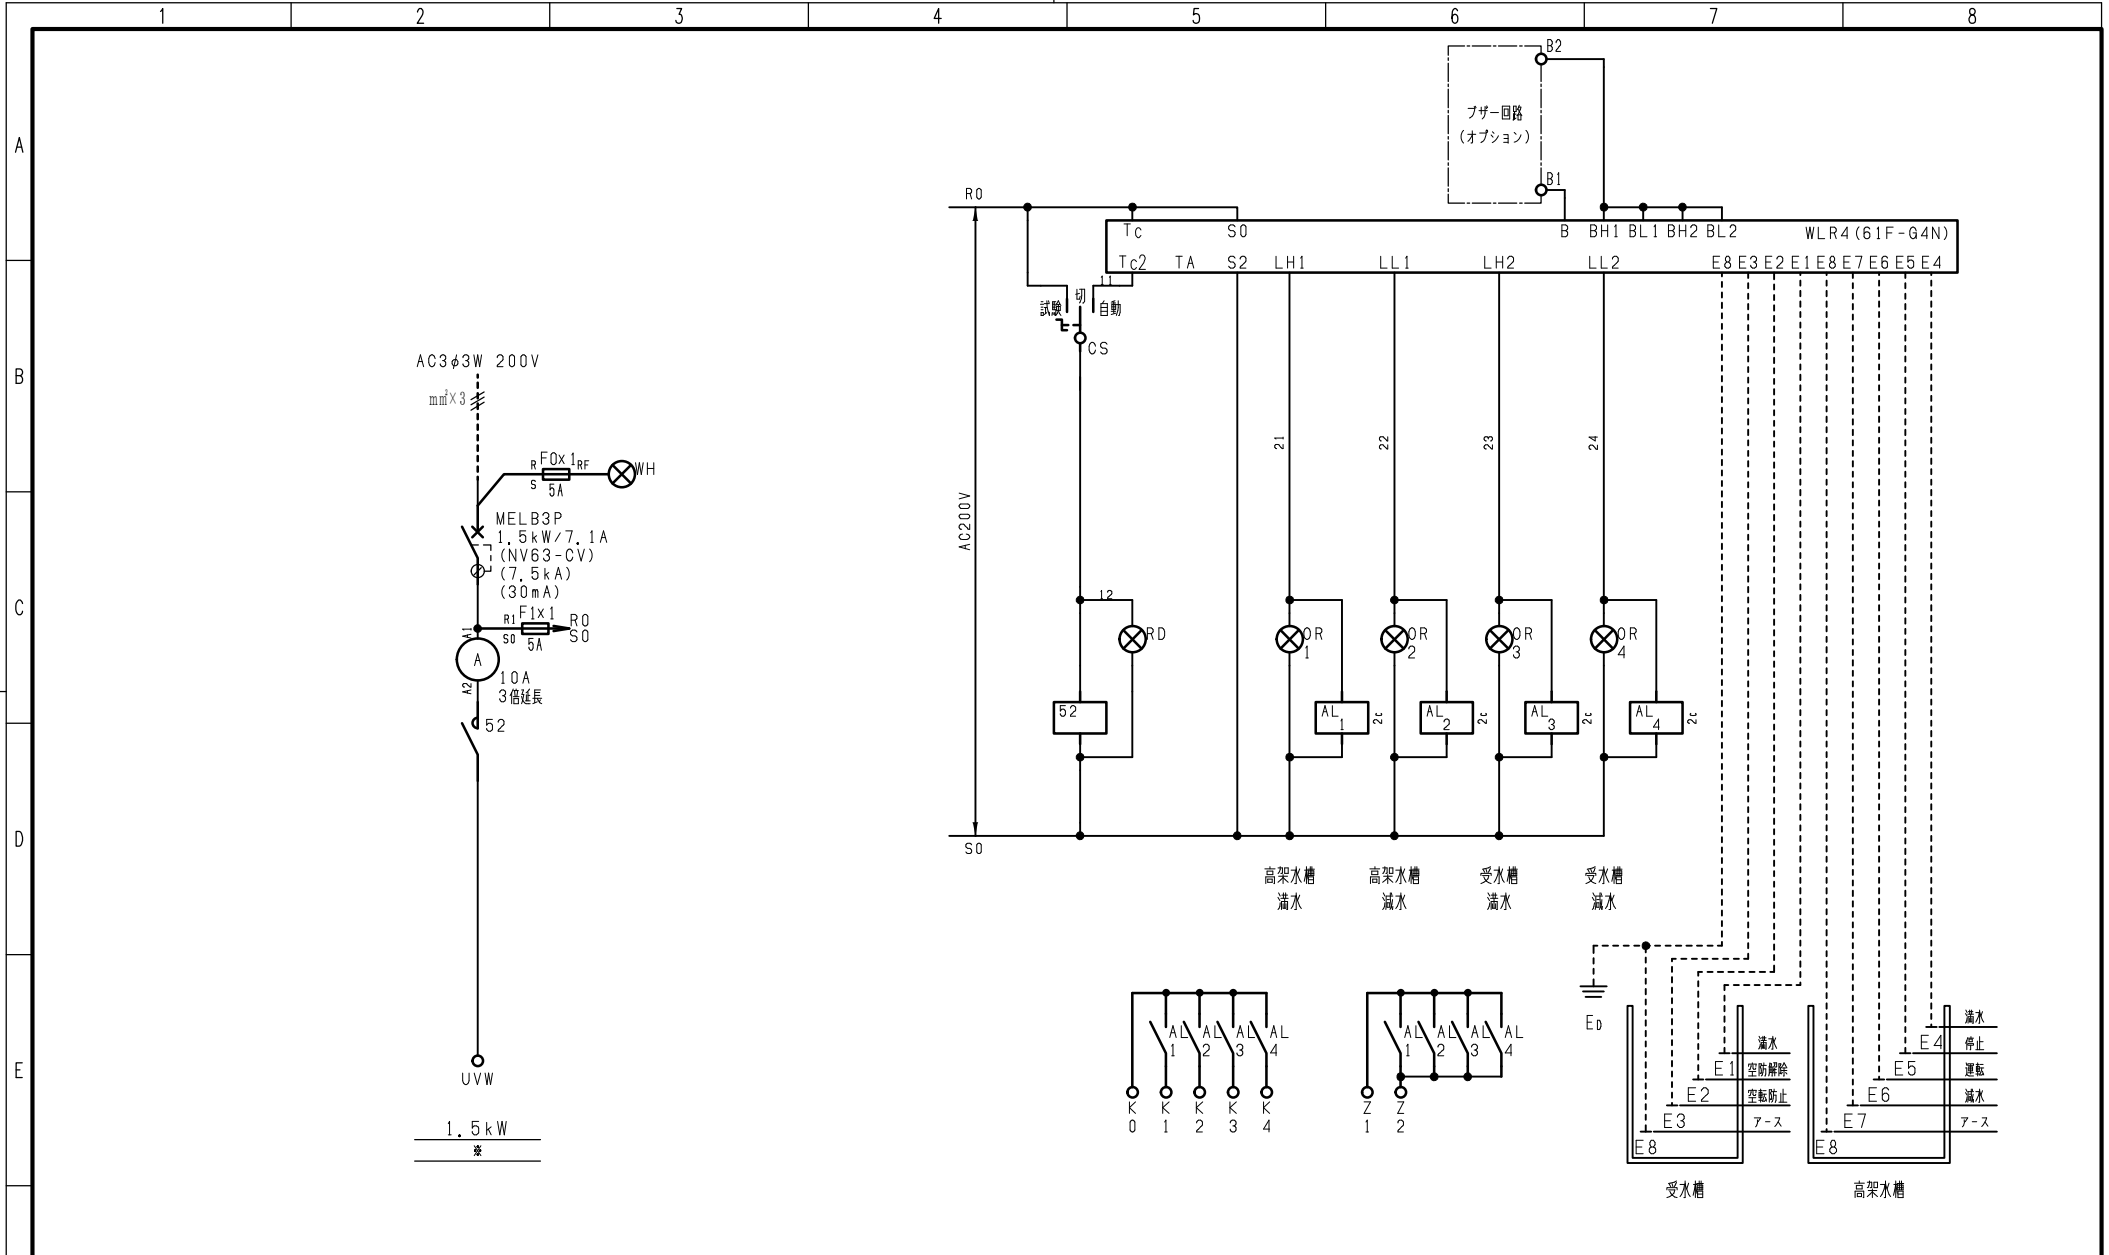 1 2 3 4 5 6 7 8
A
B
C
D
E
B2
ブザー回路
(オプション)
B1
R0
Tc S0 B BH1 BL1 BH2 BL2 WLR4(61F-G4N)
Tc2 TA S2 LH1 LL1 LH2 LL2 E8 E3 E2 E1 E8 E7 E6 E5 E4
11
試験 切 自動
CS
AC200V
21
22
23
24
12
RD
OR
1
OR
2
OR
3
OR
4
52
AL
1
2c
AL
2
2c
AL
3
2c
AL
4
2c
S0
高架水槽
満水
高架水槽
減水
受水槽
満水
受水槽
減水
AC3φ3W 200V
mm²×3
R F0x1 RF
S 5A
WH
MELB3P
1.5kW/7.1A
(NV63-CV)
(7.5kA)
(30mA)
R1 F1x1 R0
S0 5A S0
A1
A
A2
10A
3倍延長
52
UVW
1.5kW
※
AL
1
AL
2
AL
3
AL
4
K
0
K
1
K
2
K
3
K
4
AL
1
AL
2
AL
3
AL
4
Z
1
Z
2
ED
満水
E1 空防解除
E2 空転防止
E3 アース
E8
受水槽
満水
E4 停止
E5 運転
E6 減水
E7 アース
E8
高架水槽